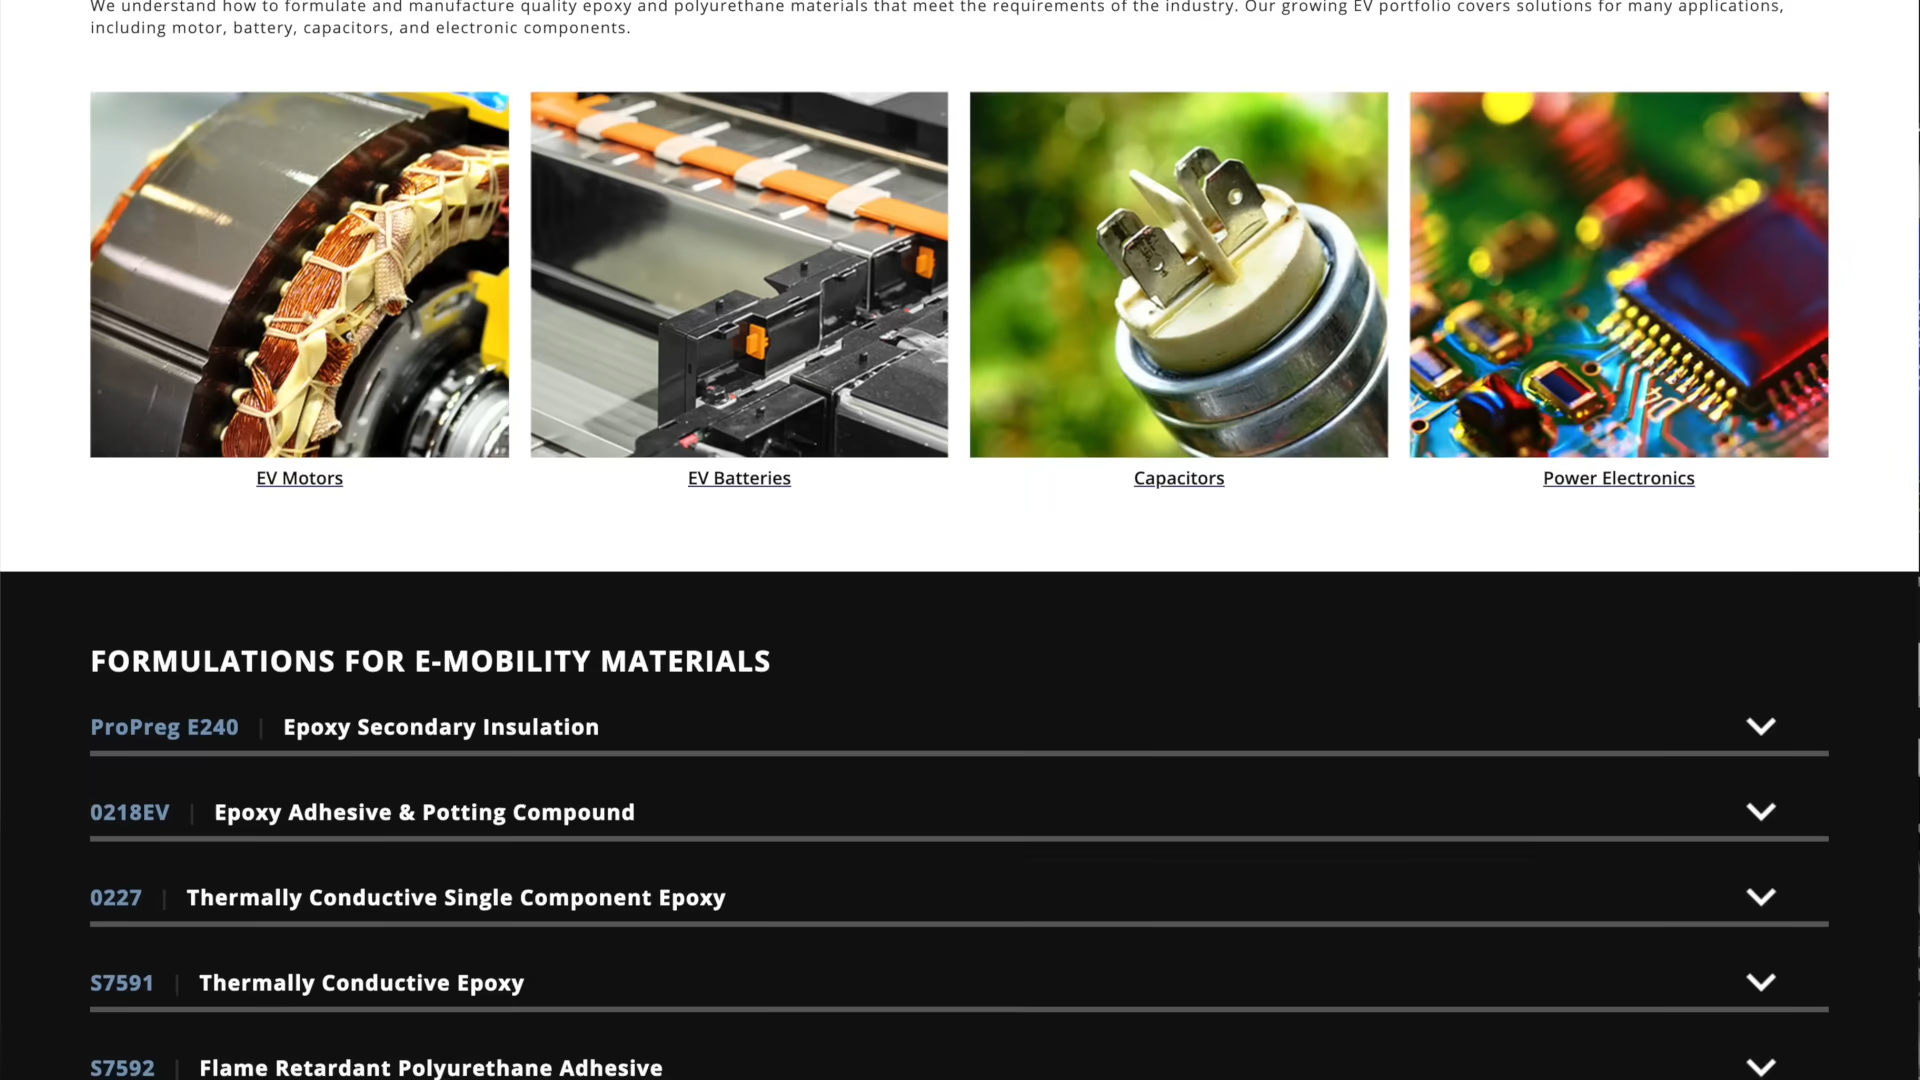 We understand how to formulate and manufacture quality epoxy and polyurethane materials that meet the requirements of the industry. Our growing EV portfolio covers solutions for many applications,
including motor, battery, capacitors, and electronic components.
EV Motors
EV Batteries
Capacitors
Power Electronics
FORMULATIONS FOR E-MOBILITY MATERIALS
ProPreg E240 | Epoxy Secondary Insulation
0218EV | Epoxy Adhesive & Potting Compound
0227 | Thermally Conductive Single Component Epoxy
S7591 | Thermally Conductive Epoxy
S7592 | Flame Retardant Polyurethane Adhesive